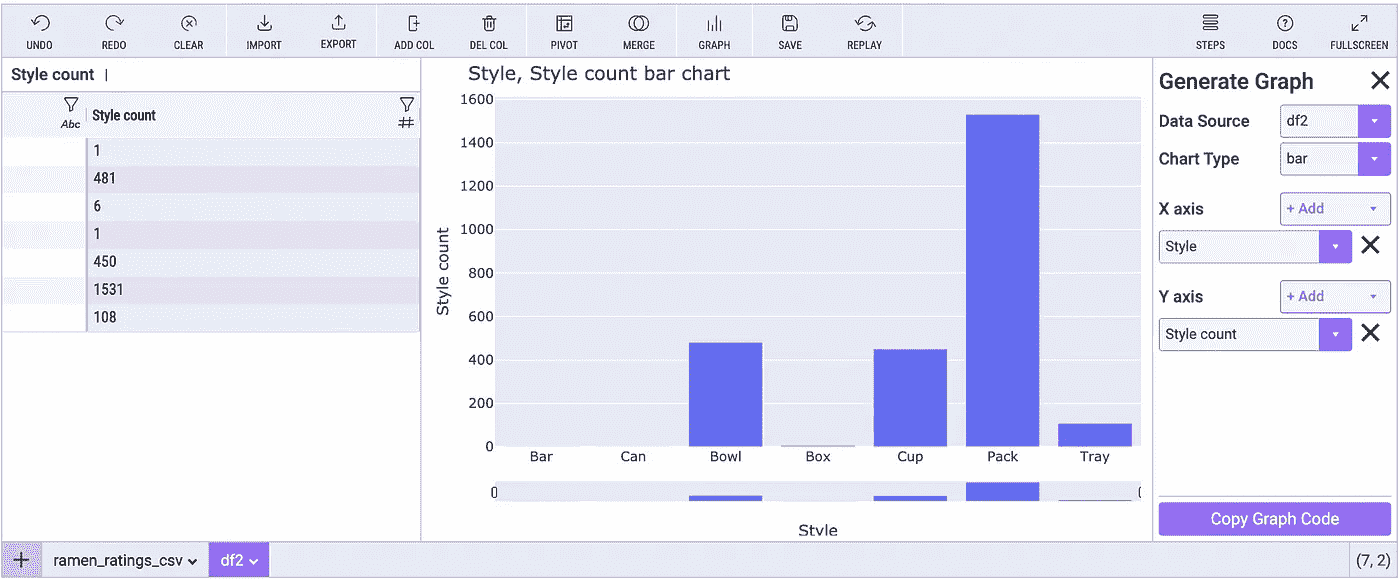 UNDO REDO CLEAR IMPORT EXPORT ADD COL DEL COL PIVOT MERGE GRAPH SAVE REPLAY STEPS DOCS FULLSCREEN
Style count
Abc Style count
1
481
6
1
450
1531
108
Style, Style count bar chart
1600
1400
1200
1000
800
600
400
200
0
Style count
Bar Can Bowl Box Cup Pack Tray
Style
Generate Graph
Data Source df2
Chart Type bar
X axis + Add
Style
Y axis + Add
Style count
Copy Graph Code
+ ramen_ratings_csv df2 (7, 2)